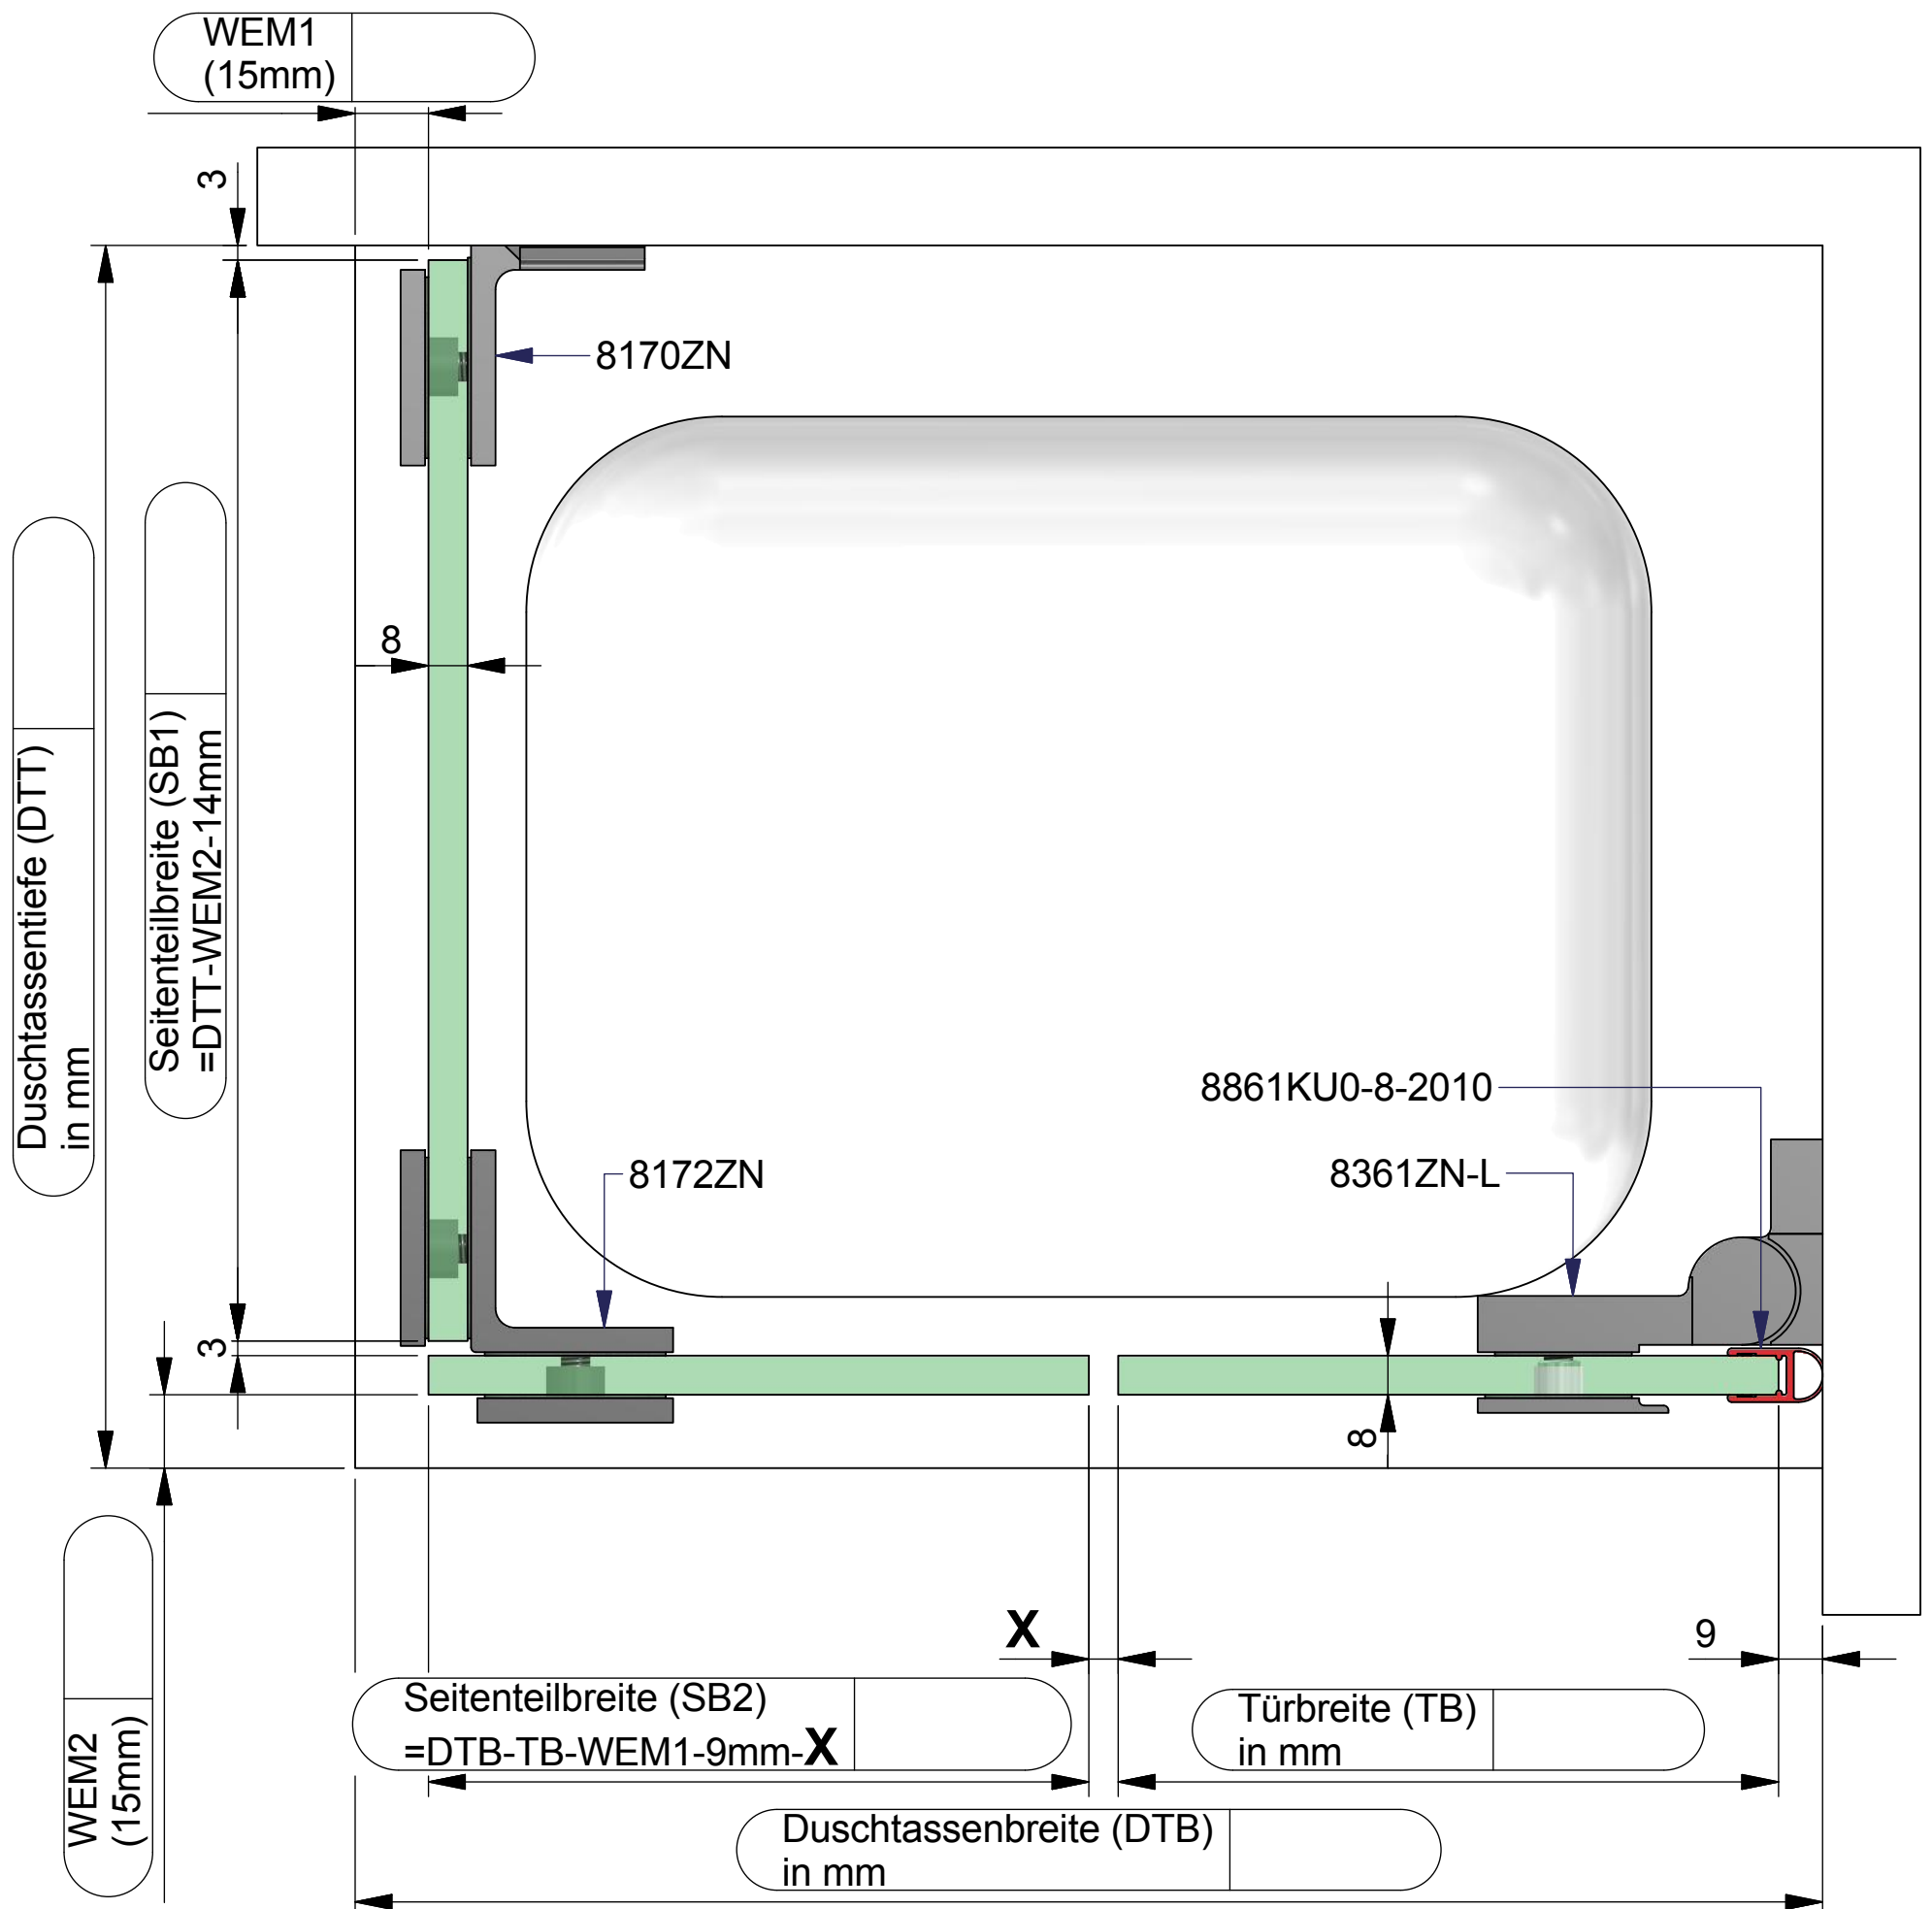 WEM1
(15mm)
3
8170ZN
8
Duschtassentiefe (DTT)
in mm
Seitenteilbreite (SB1)
=DTT-WEM2-14mm
8861KU0-8-2010
8172ZN
8361ZN-L
3
8
WEM2
(15mm)
X
9
Seitenteilbreite (SB2)
=DTB-TB-WEM1-9mm-X
Türbreite (TB)
in mm
Duschtassenbreite (DTB)
in mm